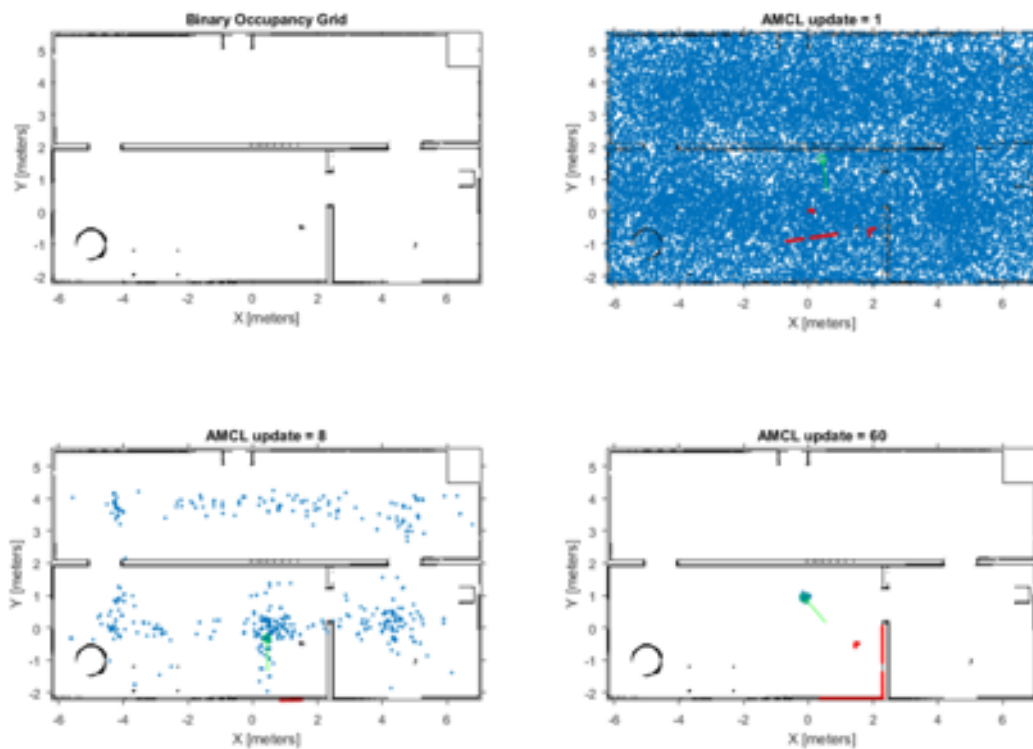 Binary Occupancy Grid
5
4
3
2
1
0
-1
-2
Y [meters]
-6 -4 -2 0 2 4 6
X [meters]
AMCL update = 1
5
4
3
2
1
0
-1
-2
Y [meters]
-6 -4 -2 0 2 4 6
X [meters]
AMCL update = 8
5
4
3
2
1
0
-1
-2
Y [meters]
-6 -4 -2 0 2 4 6
X [meters]
AMCL update = 60
5
4
3
2
1
0
-1
-2
Y [meters]
-6 -4 -2 0 2 4 6
X [meters]